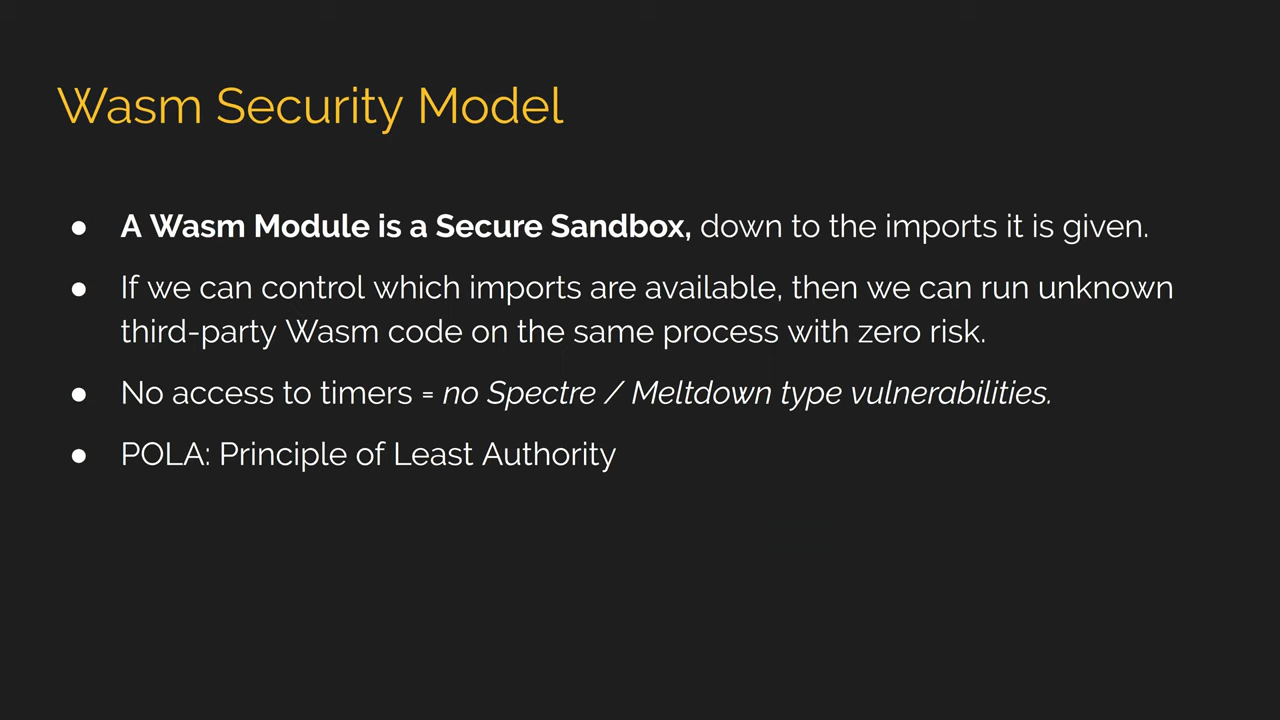 Wasm Security Model
● A Wasm Module is a Secure Sandbox, down to the imports it is given.
● If we can control which imports are available, then we can run unknown
third-party Wasm code on the same process with zero risk.
● No access to timers = no Spectre / Meltdown type vulnerabilities.
● POLA: Principle of Least Authority